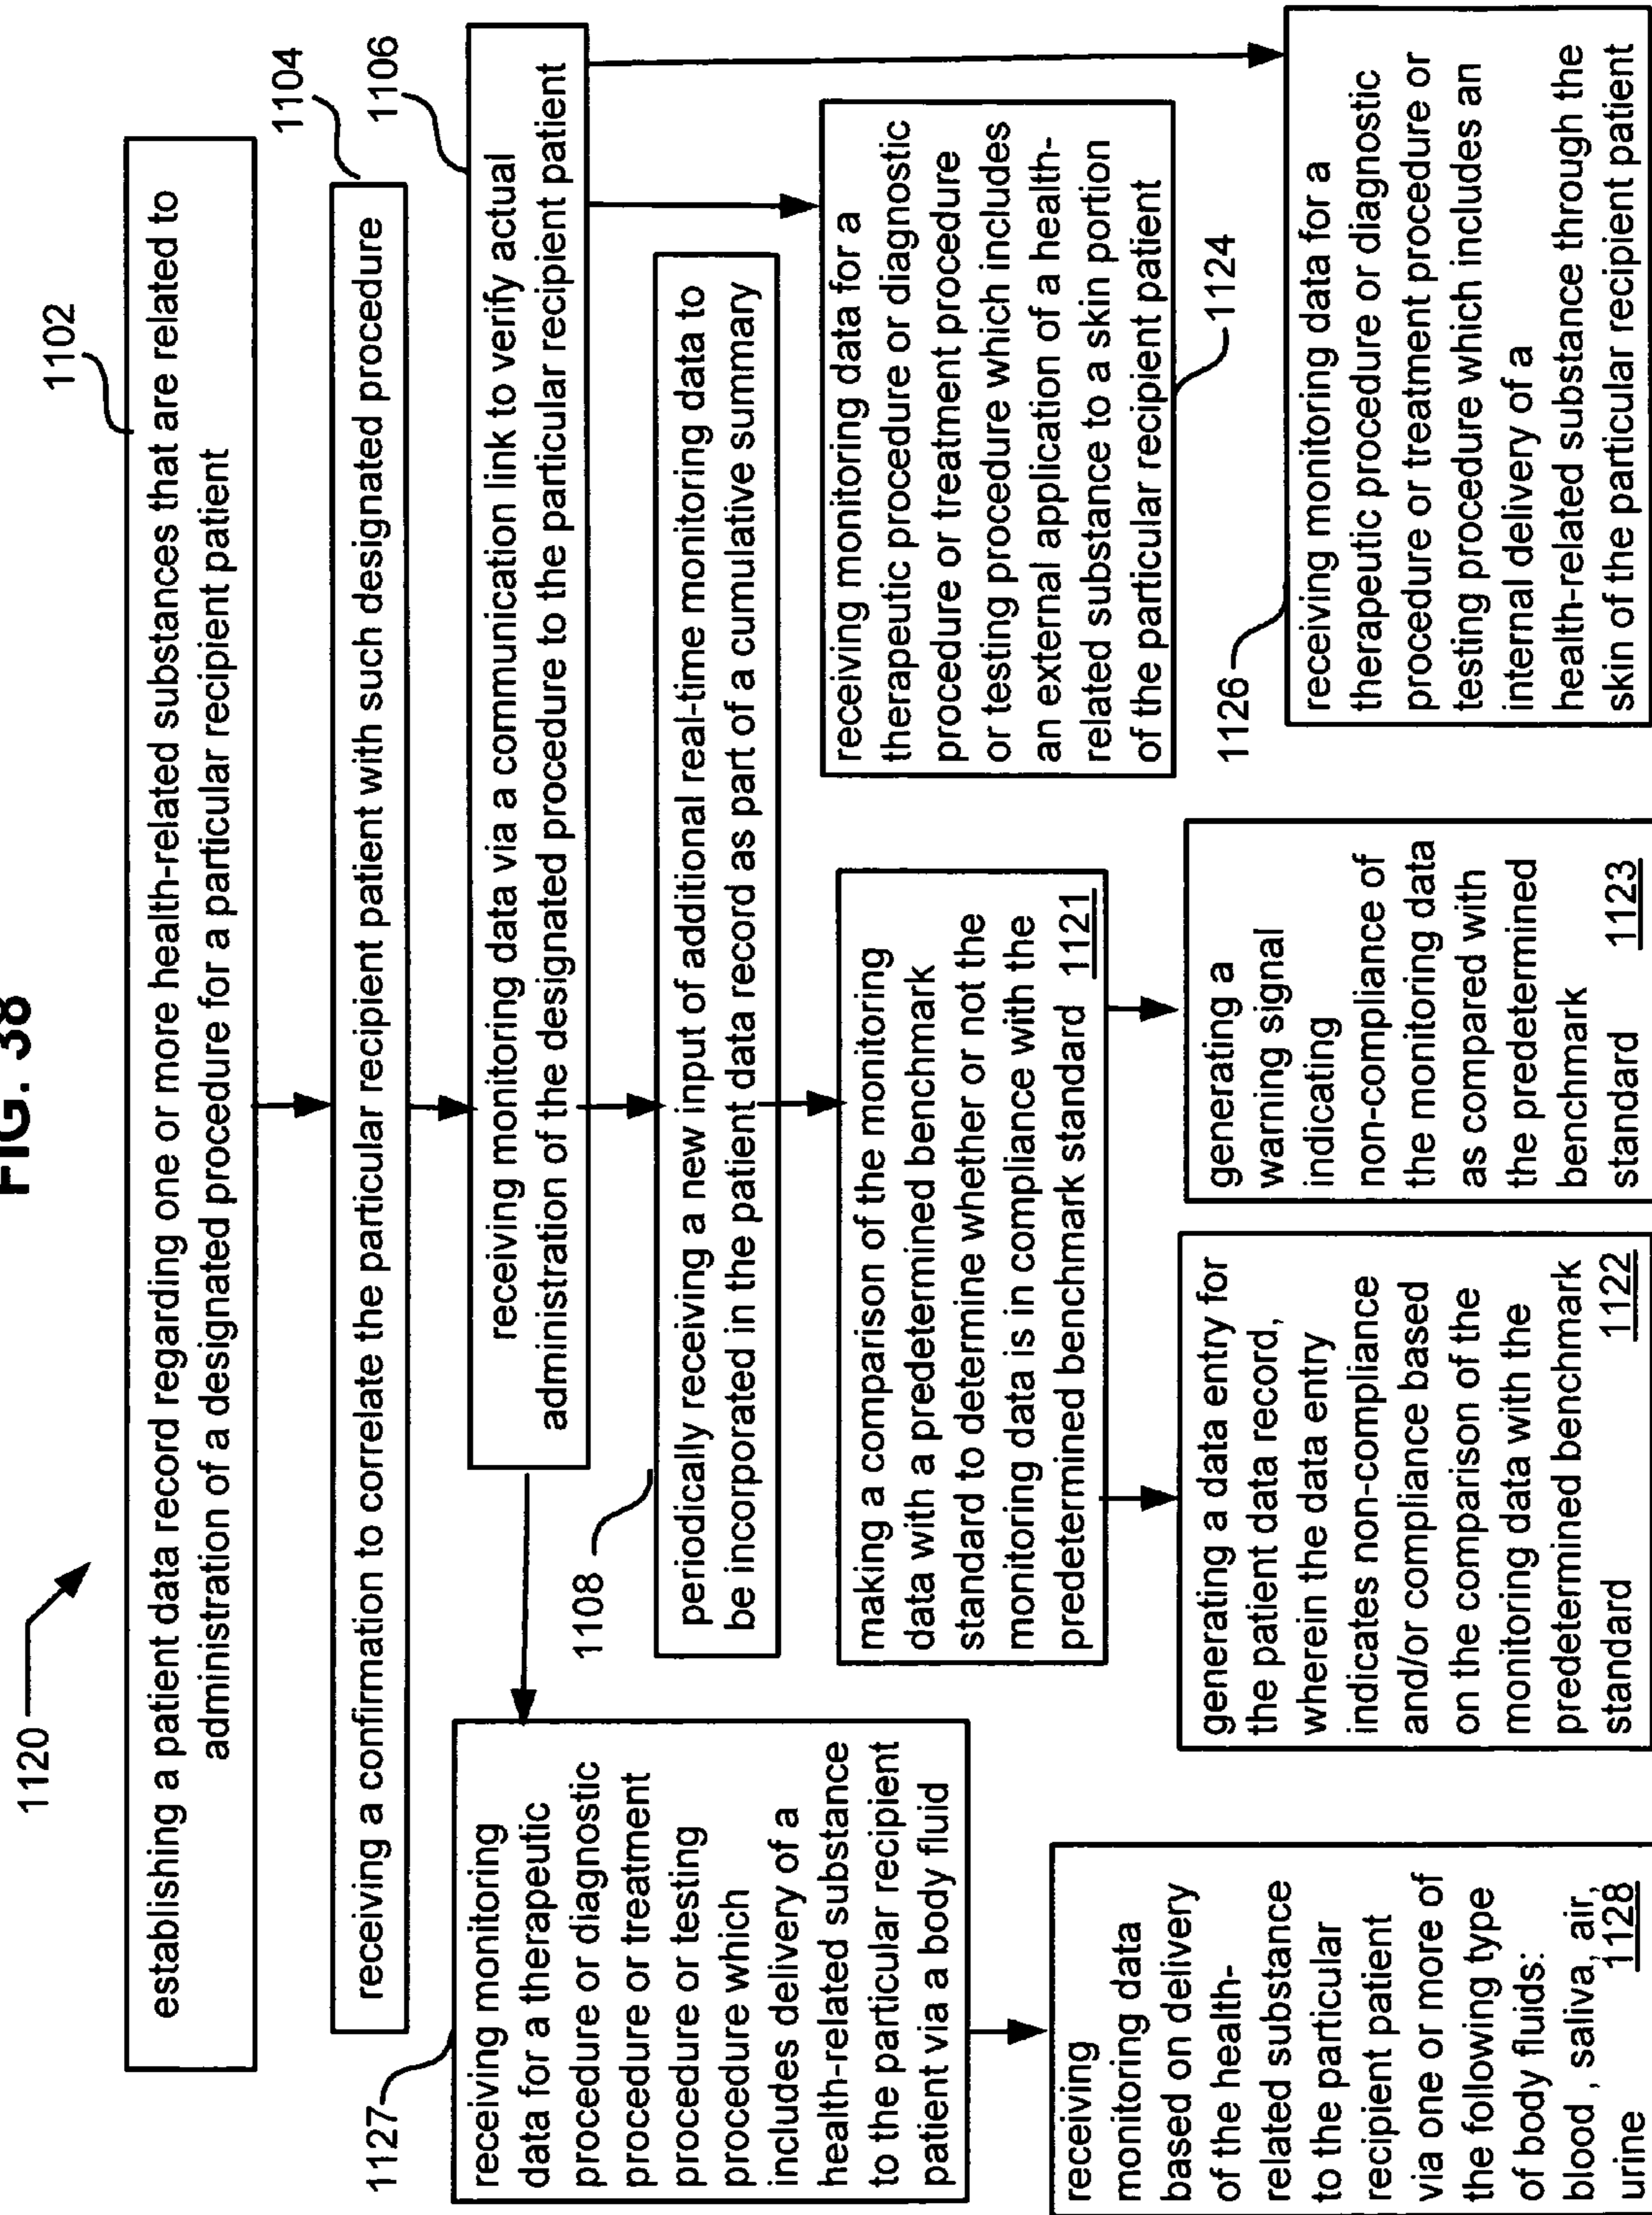 FIG. 38
1120
1102
establishing a patient data record regarding one or more health-related substances that are related to
administration of a designated procedure for a particular recipient patient
1104
receiving a confirmation to correlate the particular recipient patient with such designated procedure
1106
receiving monitoring data via a communication link to verify actual
administration of the designated procedure to the particular recipient patient
1108
periodically receiving a new input of additional real-time monitoring data to
be incorporated in the patient data record as part of a cumulative summary
1127
receiving monitoring
data for a therapeutic
procedure or diagnostic
procedure or treatment
procedure or testing
procedure which
includes delivery of a
health-related substance
to the particular recipient
patient via a body fluid
receiving
monitoring data
based on delivery
of the health-
related substance
to the particular
recipient patient
via one or more of
the following type
of body fluids:
blood , saliva, air,
urine 1128
making a comparison of the monitoring
data with a predetermined benchmark
standard to determine whether or not the
monitoring data is in compliance with the
predetermined benchmark standard 1121
generating a data entry for
the patient data record,
wherein the data entry
indicates non-compliance
and/or compliance based
on the comparison of the
monitoring data with the
predetermined benchmark
standard 1122
generating a
warning signal
indicating
non-compliance of
the monitoring data
as compared with
the predetermined
benchmark
standard 1123
receiving monitoring data for a
therapeutic procedure or diagnostic
procedure or treatment procedure
or testing procedure which includes
an external application of a health-
related substance to a skin portion
of the particular recipient patient
1124
1126
receiving monitoring data for a
therapeutic procedure or diagnostic
procedure or treatment procedure or
testing procedure which includes an
internal delivery of a
health-related substance through the
skin of the particular recipient patient